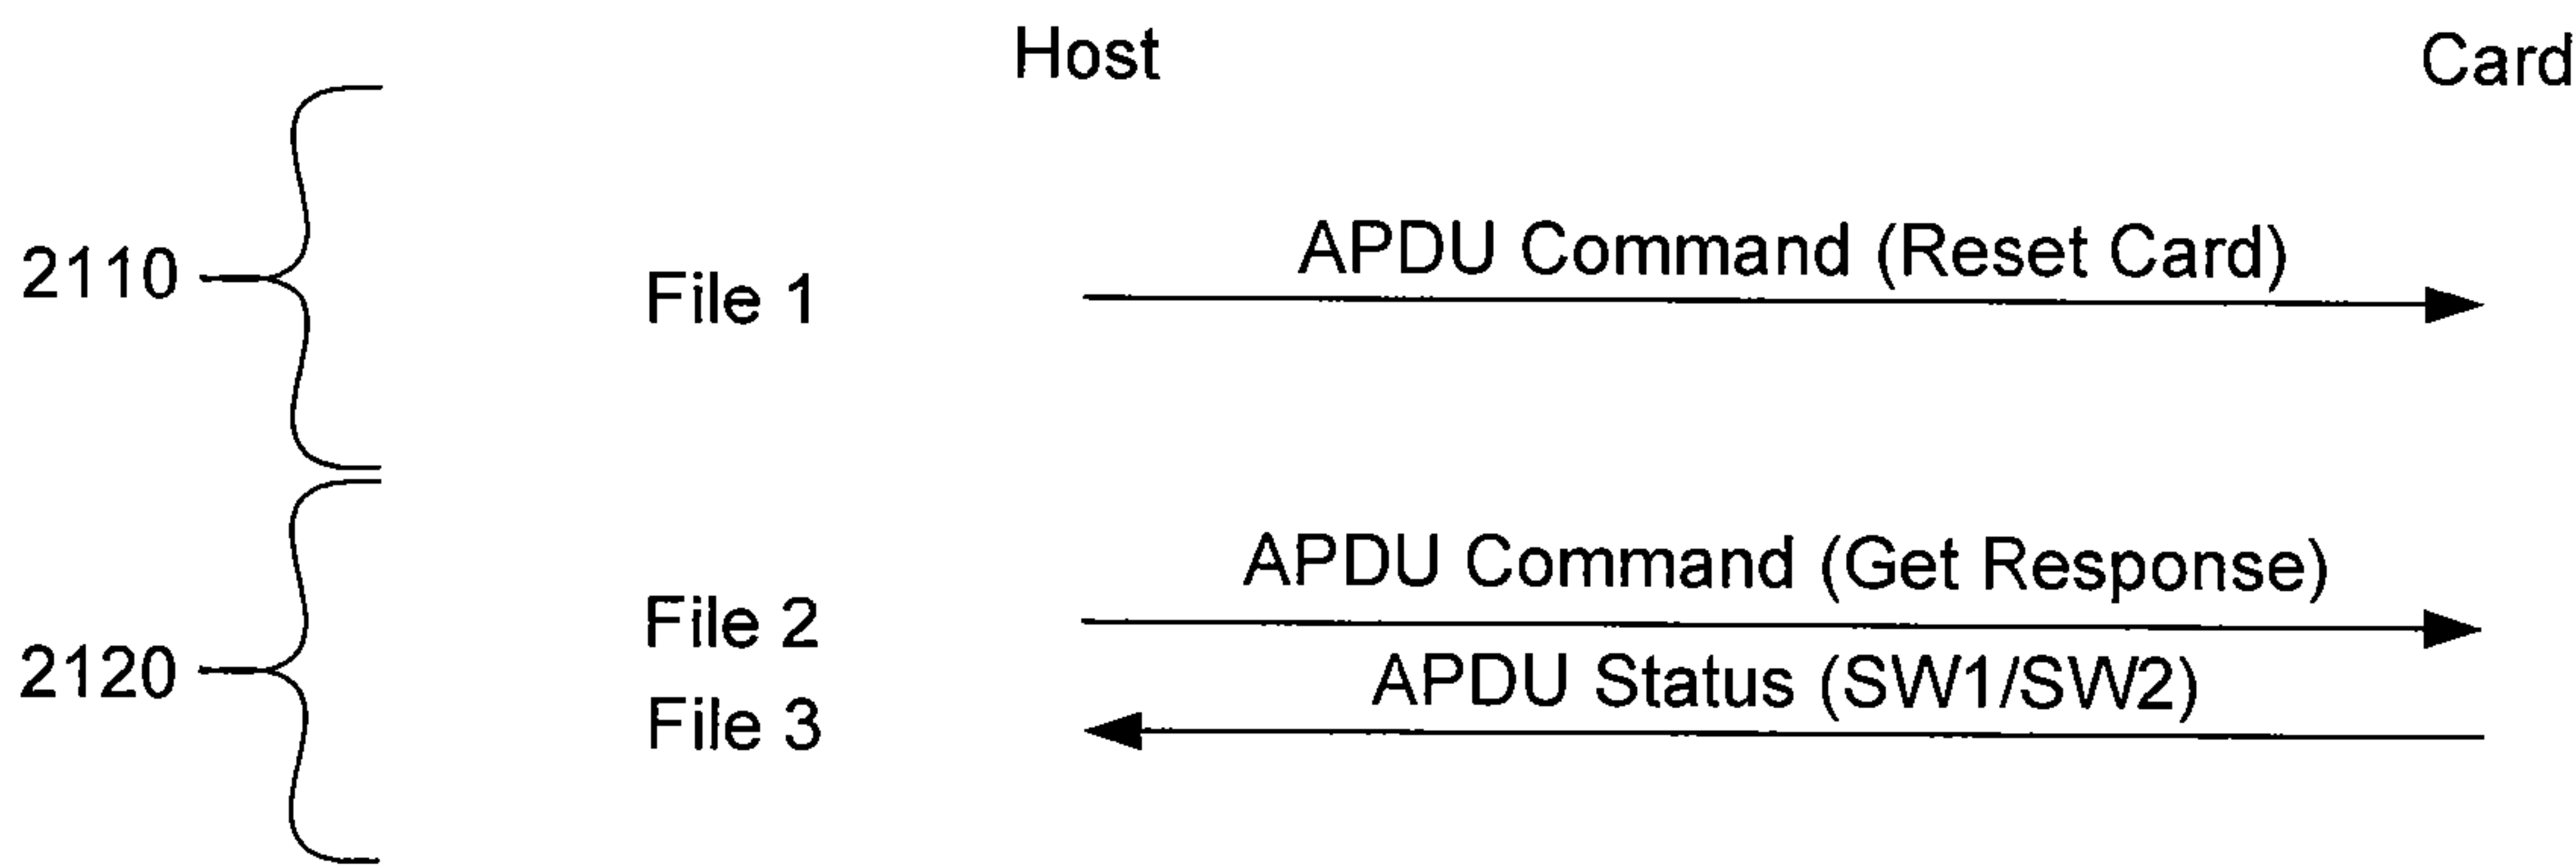 Host Card
2110 File 1 APDU Command (Reset Card)
APDU Command (Get Response)
File 2
2120 APDU Status (SW1/SW2)
File 3